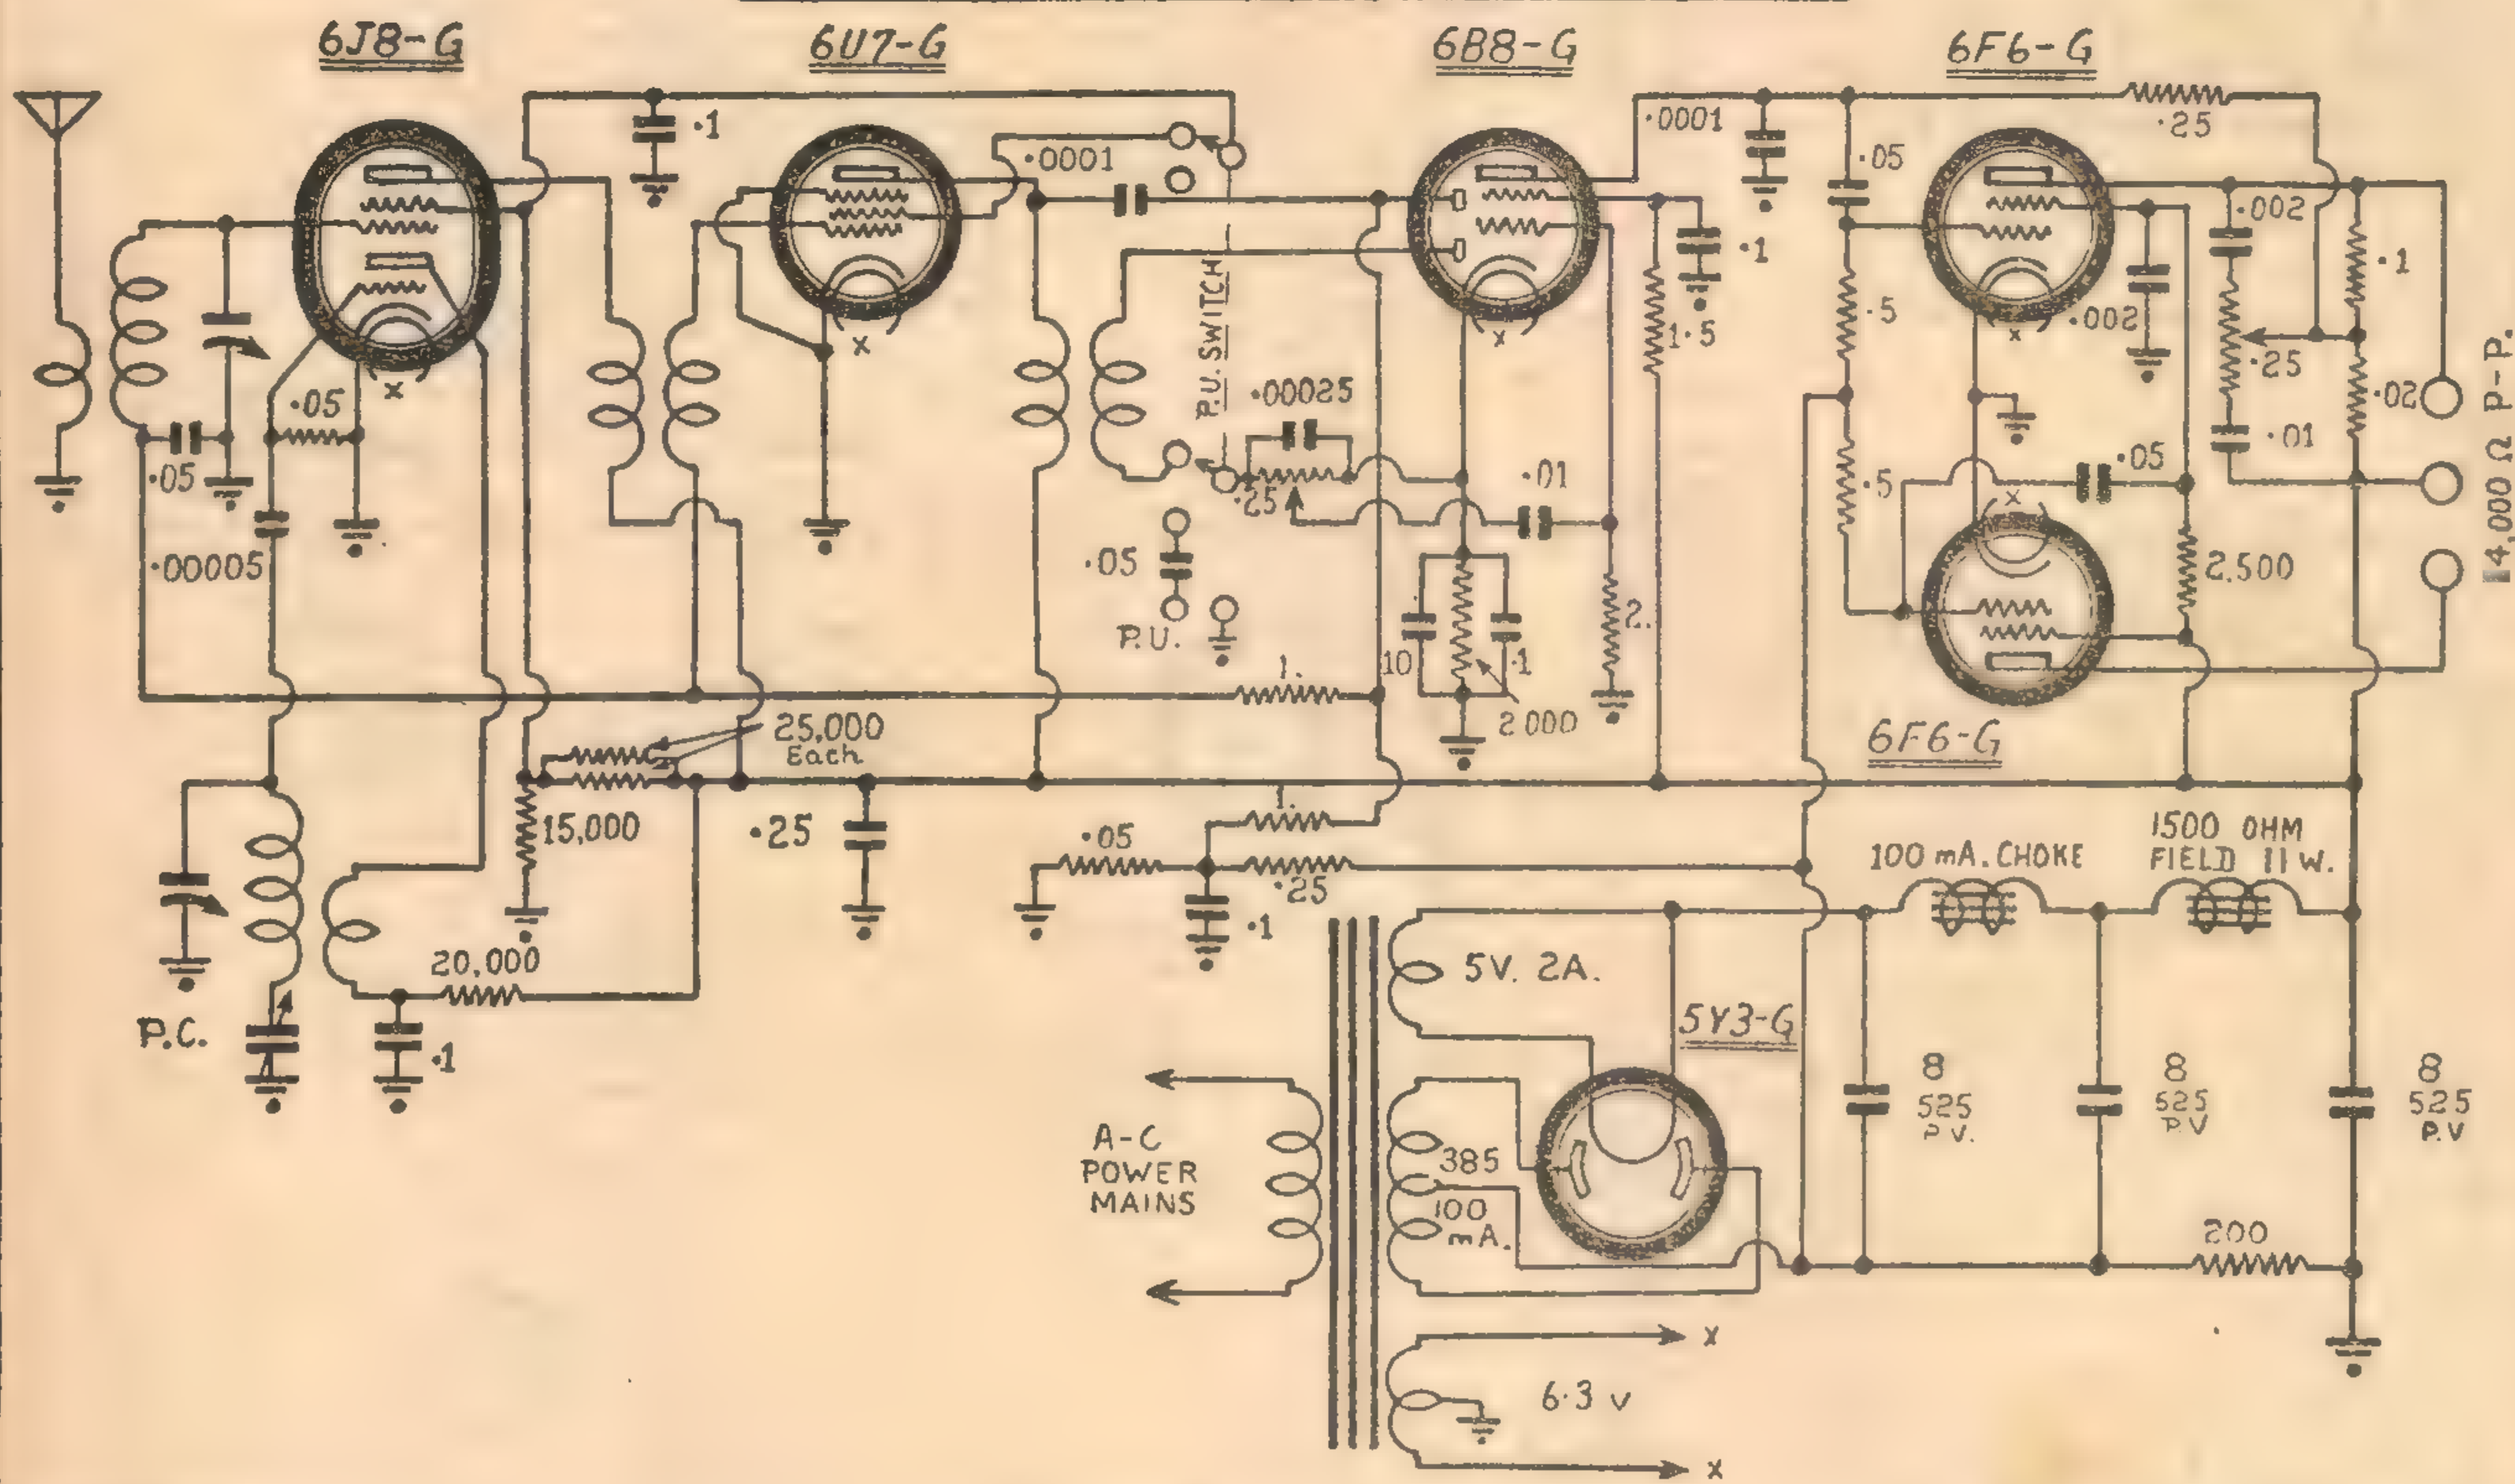 6J8-G
6U7-G
6B8-G
6F6-G
·1
·0001
·0001
·05
·25
·002
·1
·1
·5
1·5
·002
·25
P.U. SWITCH
·00025
·05
·02
·05
·25
·01
·5
·05
·01
14,000 Ω P-P.
·00005
·05
2,500
P.U.
10
·1
2.
1.
2 000
25,000
Each
6F6-G
15,000
·25
1.
·05
·25
·1
100 mA. CHOKE
1500 OHM
FIELD 11 W.
20,000
5V. 2A.
P.C.
·1
5Y3-G
8
525
P.V.
8
525
P.V
8
525
P.V
A-C
POWER
MAINS
385
100
mA.
200
6·3 v
x
x
x
x
x
x
x